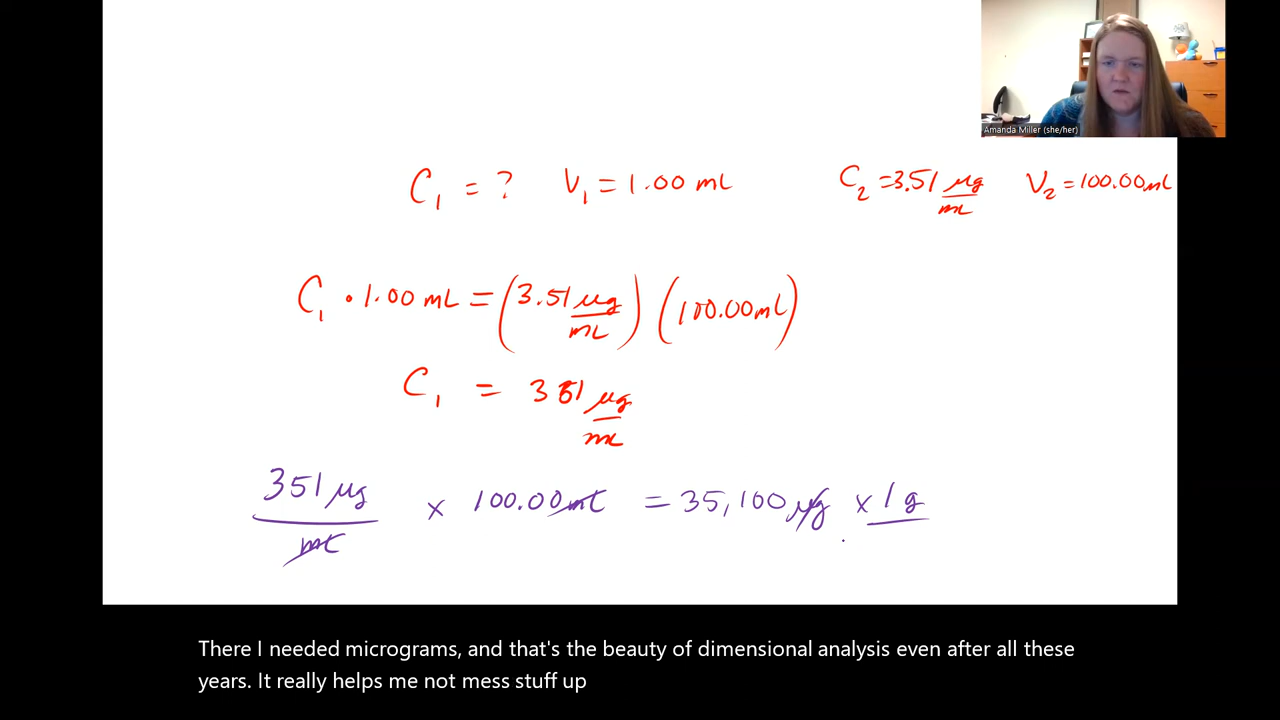 Amanda Miller (she/her)
C₁ = ? V₁ = 1.00 mL C₂ = 3.51 μg/mL V₂ = 100.00 mL
C₁ · 1.00 mL = (3.51 μg/mL) (100.00 mL)
C₁ = 351 μg/mL
351 μg/mL × 100.00 mL = 35,100 μg × 1 g
There I needed micrograms, and that's the beauty of dimensional analysis even after all these
years. It really helps me not mess stuff up